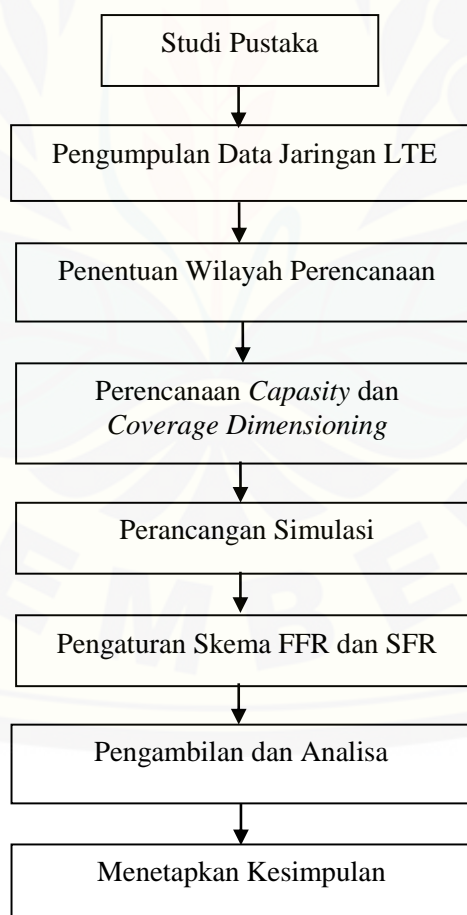 Studi Pustaka
Pengumpulan Data Jaringan LTE
Penentuan Wilayah Perencanaan
Perencanaan Capasity dan
Coverage Dimensioning
Perancangan Simulasi
Pengaturan Skema FFR dan SFR
Pengambilan dan Analisa
Menetapkan Kesimpulan